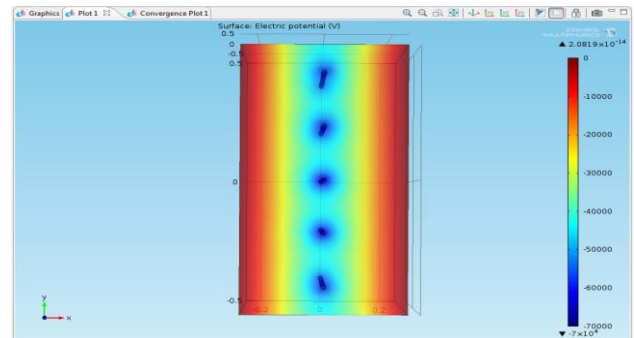 Graphics Plot 1 Convergence Plot 1
Surface: Electric potential (V)
0.5
0
-0.5
0.5
0
-0.5
-0.2 0 0.2
y
x
COMSOL
MULTIPHYSICS
▲ 2.0819×10⁻¹⁴
0
-10000
-20000
-30000
-40000
-50000
-60000
-70000
▼ -7×10⁴